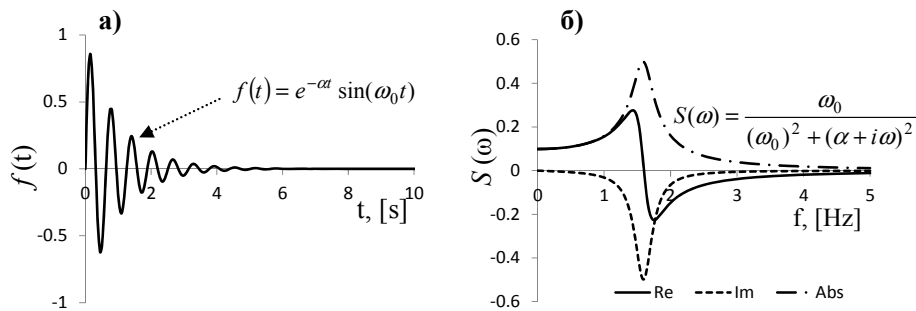 а)
1
0.5
0
-0.5
-1
f(t)
0 2 4 6 8 10
t, [s]
f(t) = e^{-αt} sin(ω_0 t)
б)
0.6
0.4
0.2
0
-0.2
-0.4
-0.6
S(ω)
S(ω) = ω_0 / ((ω_0)^2 + (α + iω)^2)
0 1 2 3 4 5
f, [Hz]
Re Im Abs